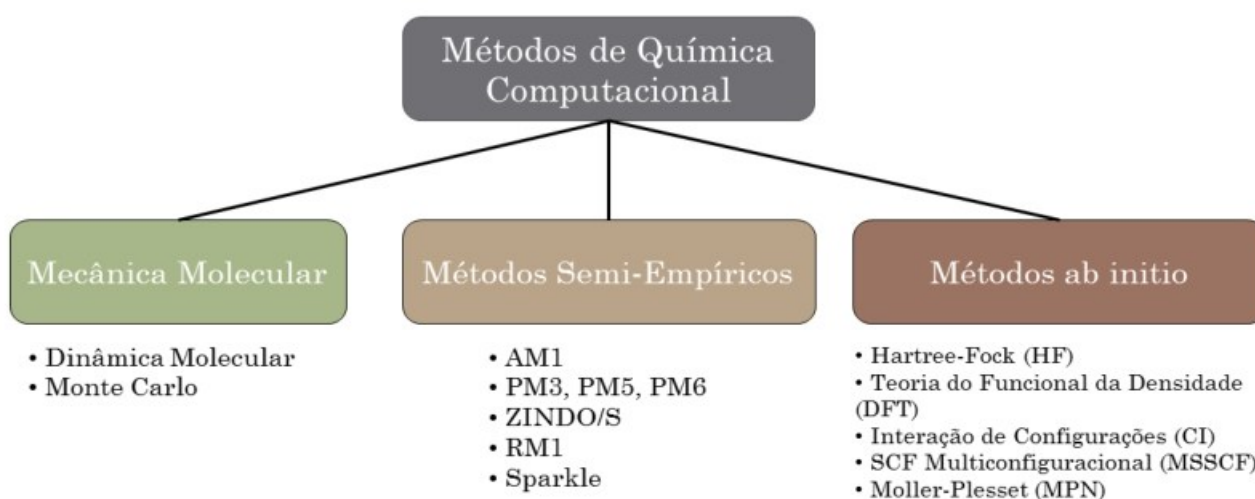 Métodos de Química
Computacional
Mecânica Molecular
• Dinâmica Molecular
• Monte Carlo
Métodos Semi-Empíricos
• AM1
• PM3, PM5, PM6
• ZINDO/S
• RM1
• Sparkle
Métodos ab initio
• Hartree-Fock (HF)
• Teoria do Funcional da Densidade
(DFT)
• Interação de Configurações (CI)
• SCF Multiconfiguracional (MSSCF)
• Moller-Plesset (MPN)